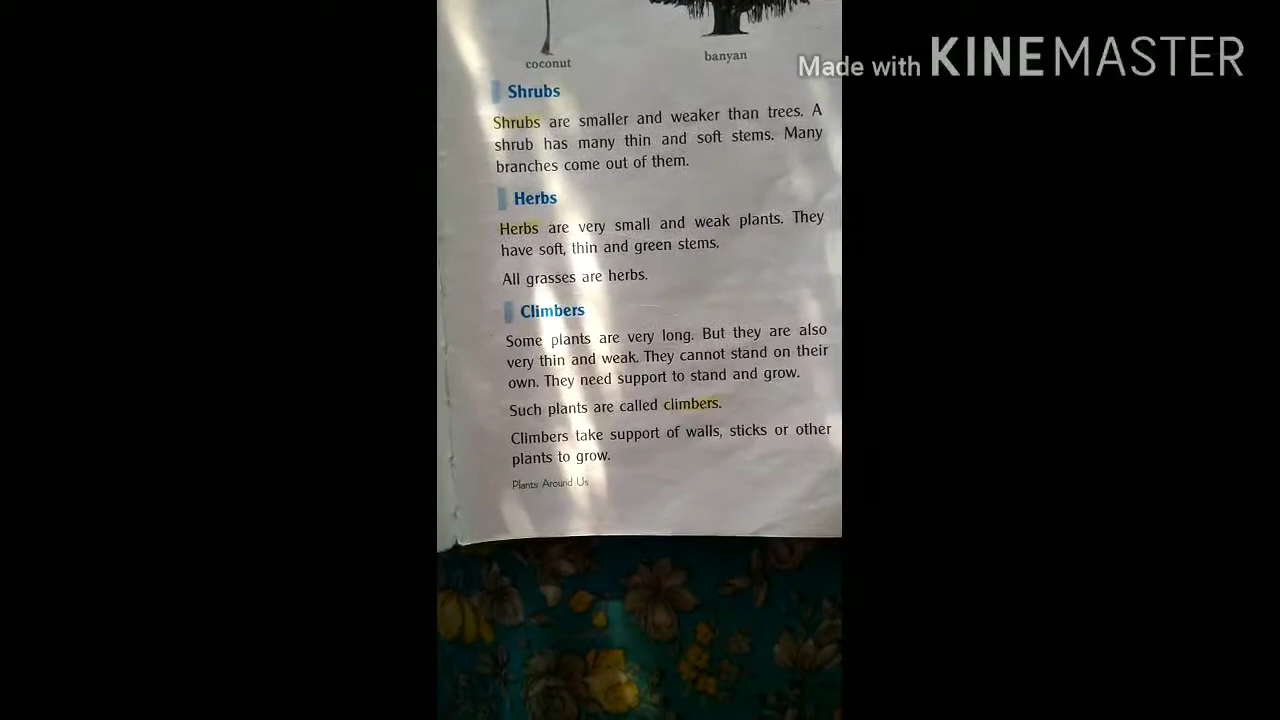 Made with KINEMASTER
coconut
banyan
Shrubs
Shrubs are smaller and weaker than trees. A
shrub has many thin and soft stems. Many
branches come out of them.
Herbs
Herbs are very small and weak plants. They
have soft, thin and green stems.
All grasses are herbs.
Climbers
Some plants are very long. But they are also
very thin and weak. They cannot stand on their
own. They need support to stand and grow.
Such plants are called climbers.
Climbers take support of walls, sticks or other
plants to grow.
Plants Around Us